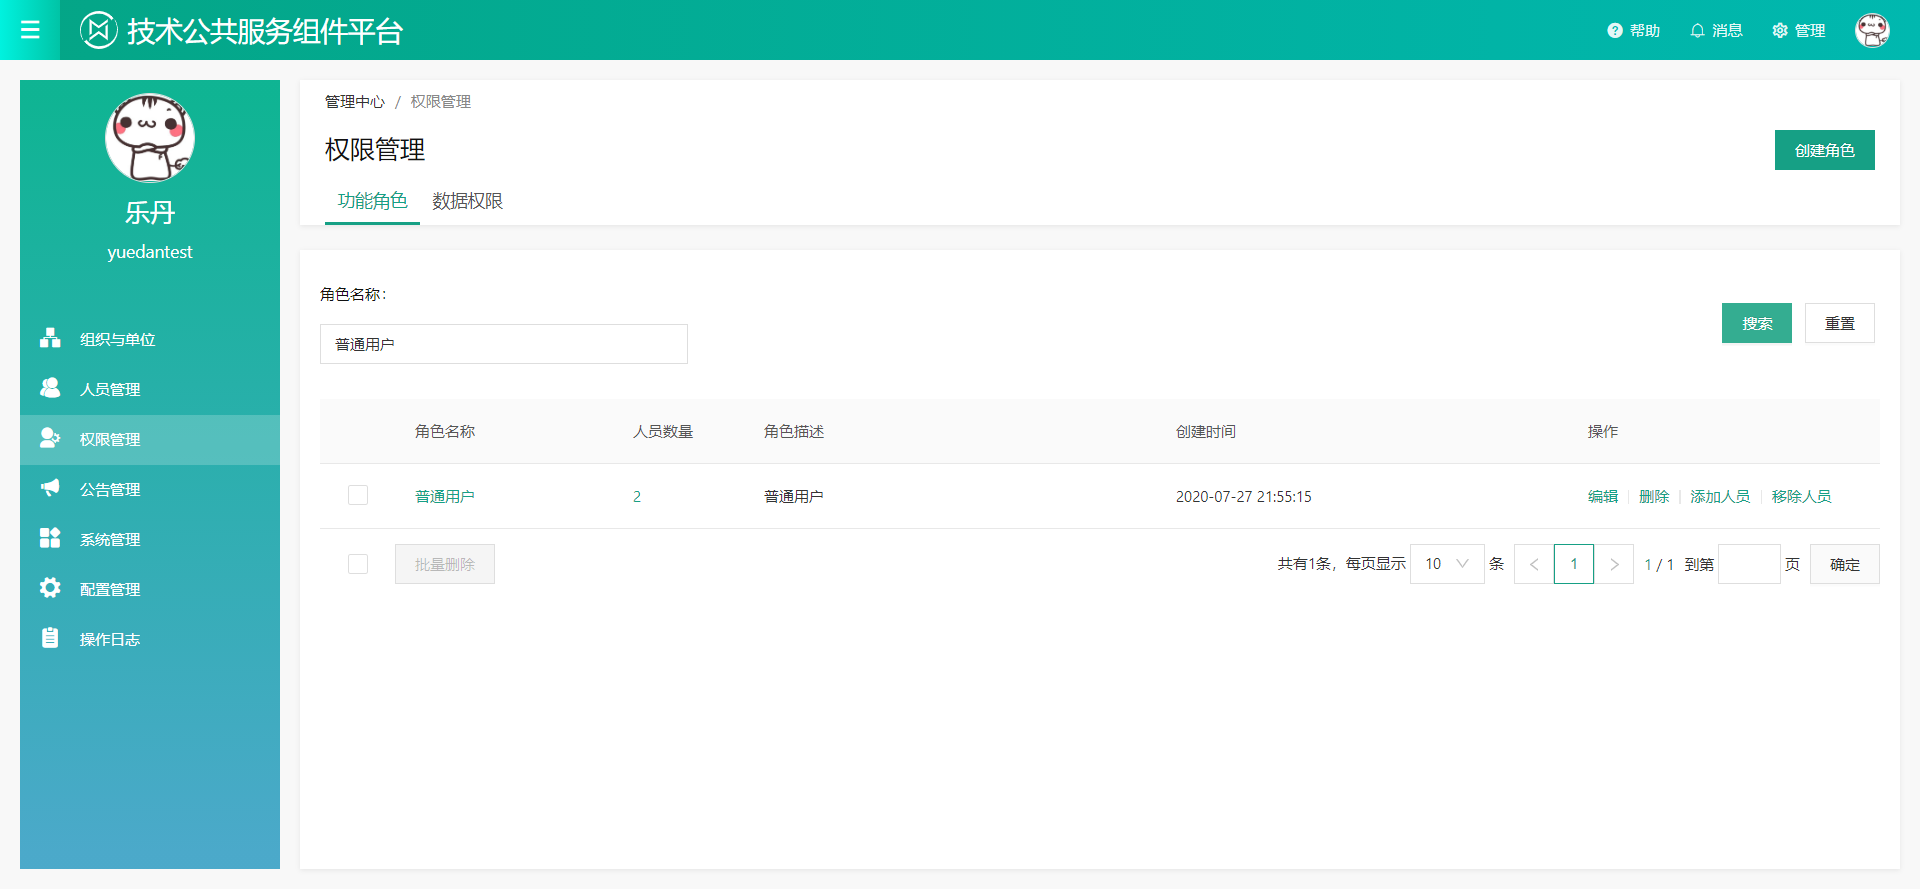 技术公共服务组件平台
帮助
消息
管理
乐丹
yuedantest
组织与单位
人员管理
权限管理
公告管理
系统管理
配置管理
操作日志
管理中心 / 权限管理
权限管理
创建角色
功能角色 数据权限
角色名称:
普通用户
搜索 重置
角色名称 人员数量 角色描述 创建时间 操作
普通用户 2 普通用户 2020-07-27 21:55:15 编辑 删除 添加人员 移除人员
批量删除 共有1条，每页显示 10 条 < 1 > 1 / 1 到第 页 确定